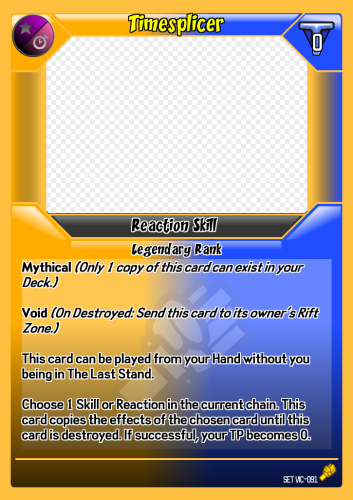 Timesplicer
0
Reaction Skill
Legendary Rank
Mythical (Only 1 copy of this card can exist in your
Deck.)
Void (On Destroyed: Send this card to its owner's Rift
Zone.)
This card can be played from your Hand without you
being in The Last Stand.
Choose 1 Skill or Reaction in the current chain. This
card copies the effects of the chosen card until this
card is destroyed. If successful, your TP becomes 0.
SET VIC-091